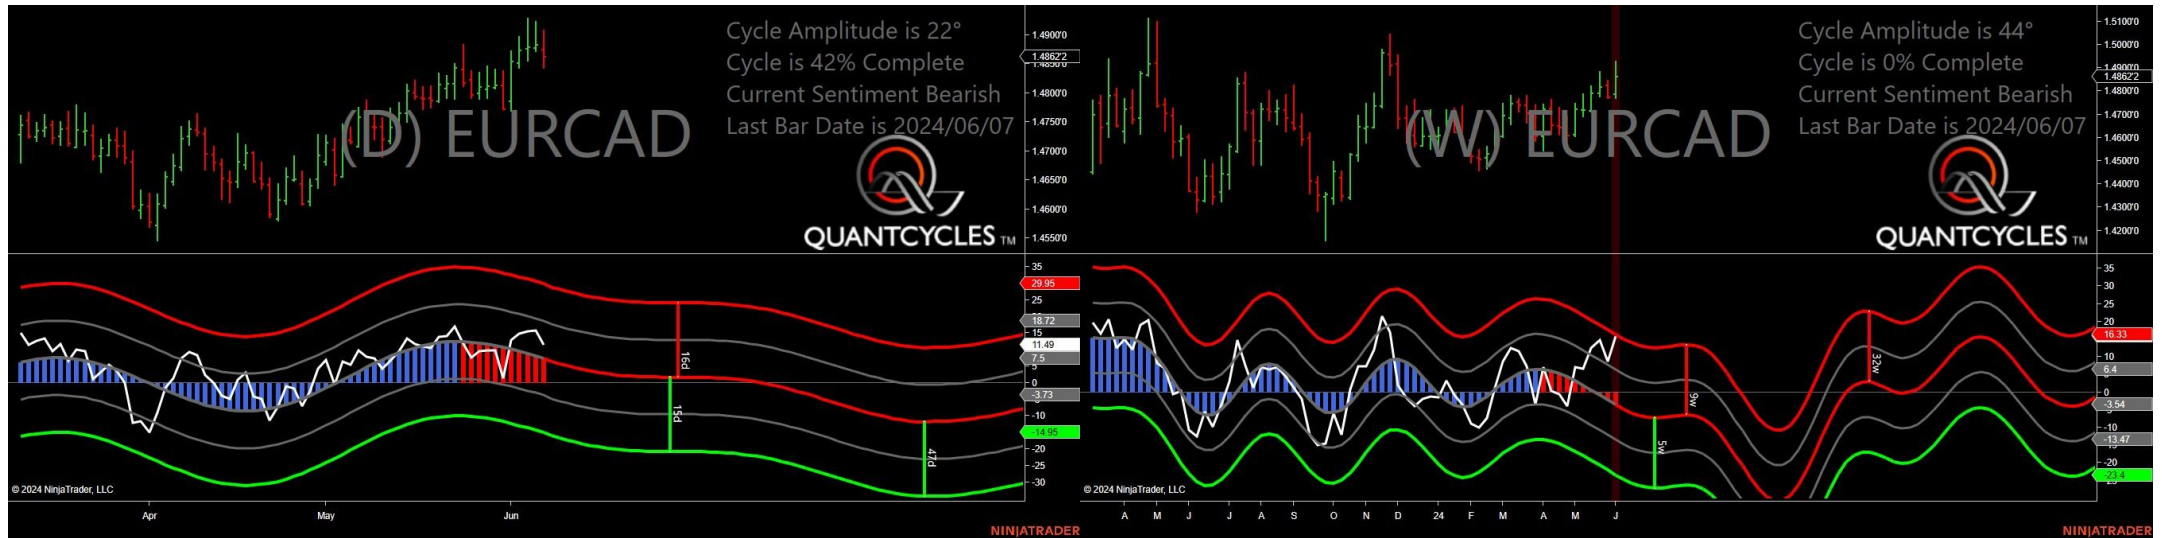 Cycle Amplitude is 22°
Cycle is 42% Complete
Current Sentiment Bearish
Last Bar Date is 2024/06/07
(D) EURCAD
QUANTCYCLES TM
1.4900'0
1.4862'2
1.4800'0
1.4750'0
1.4700'0
1.4650'0
1.4600'0
1.4550'0
35
29.95
25
18.72
15
11.49
7.5
5
0
-3.73
-10
-14.95
-20
-25
-30
16d
15d
47d
© 2024 NinjaTrader, LLC
Apr
May
Jun
NINJATRADER
Cycle Amplitude is 44°
Cycle is 0% Complete
Current Sentiment Bearish
Last Bar Date is 2024/06/07
(W) EURCAD
QUANTCYCLES TM
1.5100'0
1.5000'0
1.4900'0
1.4862'2
1.4800'0
1.4700'0
1.4600'0
1.4500'0
1.4400'0
1.4300'0
1.4200'0
35
30
25
20
16.33
10
6.4
0
-3.54
-10
-13.47
-20
-23.4
9w
5w
32w
© 2024 NinjaTrader, LLC
A
M
J
J
A
S
O
N
D
24
F
M
A
M
J
NINJATRADER